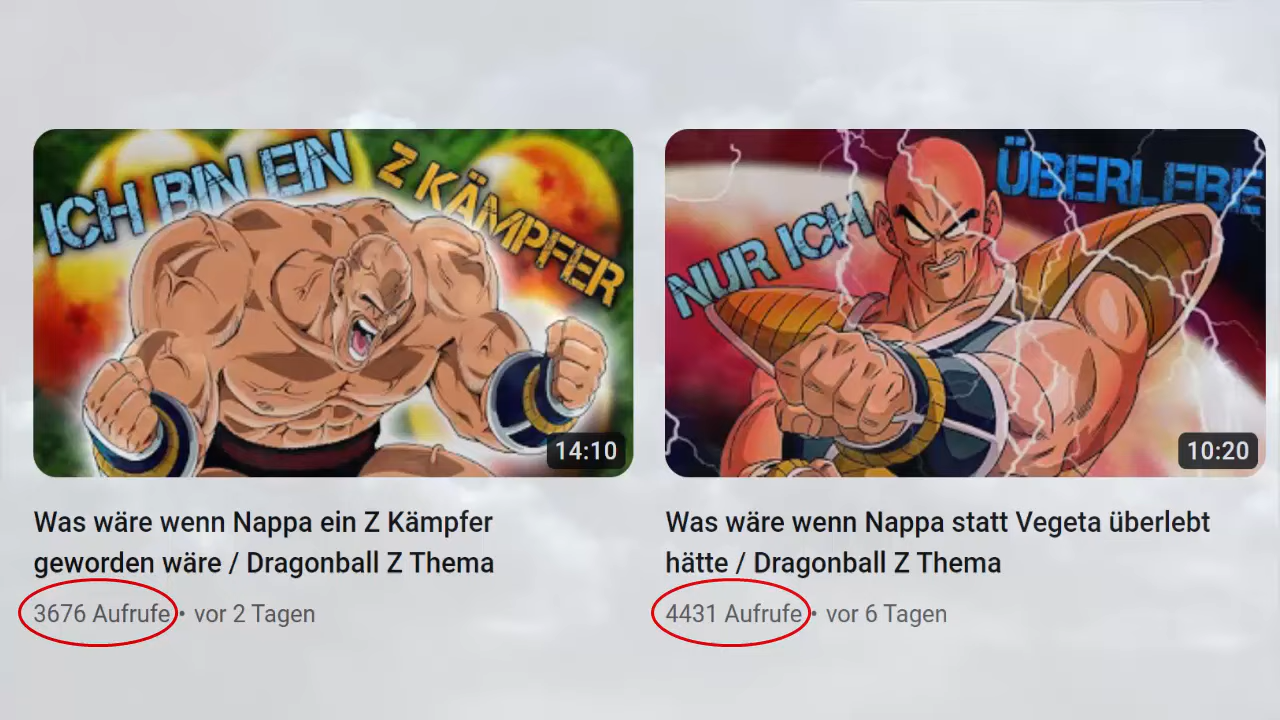 ICH BIN EIN
Z KÄMPFER
14:10
Was wäre wenn Nappa ein Z Kämpfer
geworden wäre / Dragonball Z Thema
3676 Aufrufe • vor 2 Tagen
NUR ICH
ÜBERLEBE
10:20
Was wäre wenn Nappa statt Vegeta überlebt
hätte / Dragonball Z Thema
4431 Aufrufe • vor 6 Tagen